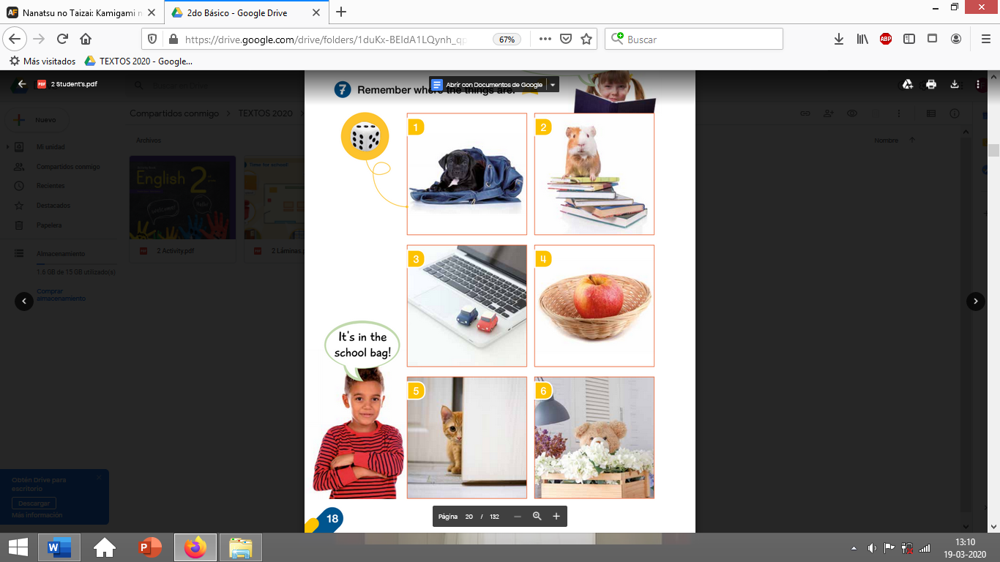 Nanatsu no Taizai: Kamigami n
2do Básico - Google Drive
https://drive.google.com/drive/folders/1duKx-BEIdA1LQynh_qp
67%
Buscar
Más visitados
TEXTOS 2020 - Google...
2 Student's.pdf
Abrir con Documentos de Google
7 Remember where the things are.
Nuevo
Compartidos conmigo
TEXTOS 2020
Nombre
Archivos
Mi unidad
Compartidos conmigo
Recientes
Destacados
Papelera
Almacenamiento
1.6 GB de 15 GB utilizado(s)
Comprar
almacenamiento
English 2
2 Activity.pdf
Time for school!
2 Láminas.p
1
2
3
4
It's in the
school bag!
5
6
Obtén Drive para
escritorio
Descargar
Más información
18
Página 20 / 132
13:10
19-03-2020